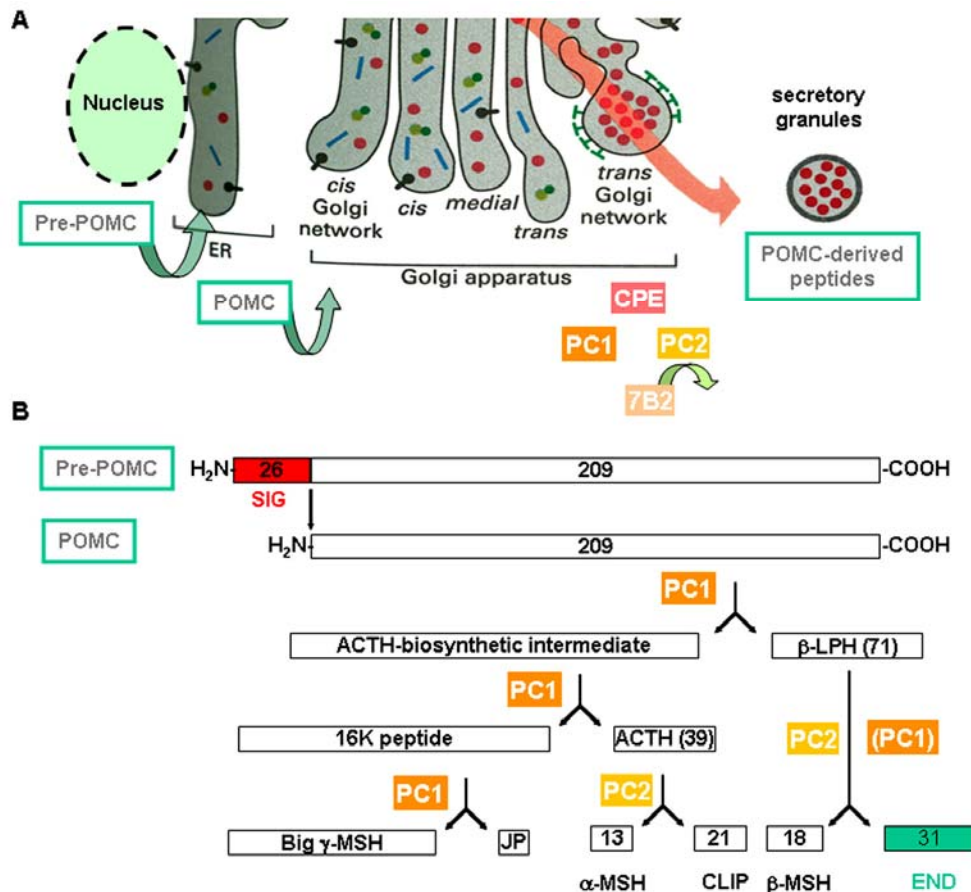 A
Nucleus
secretory
granules
cis
Golgi
network
cis
medial
trans
trans
Golgi
network
Pre-POMC
ER
POMC
Golgi apparatus
POMC-derived
peptides
CPE
PC1
PC2
7B2
B
Pre-POMC
H2N-
26
209
-COOH
SIG
POMC
H2N-
209
-COOH
PC1
ACTH-biosynthetic intermediate
β-LPH (71)
PC1
16K peptide
ACTH (39)
PC2
(PC1)
PC1
PC2
Big γ-MSH
JP
13
21
18
31
α-MSH
CLIP
β-MSH
END